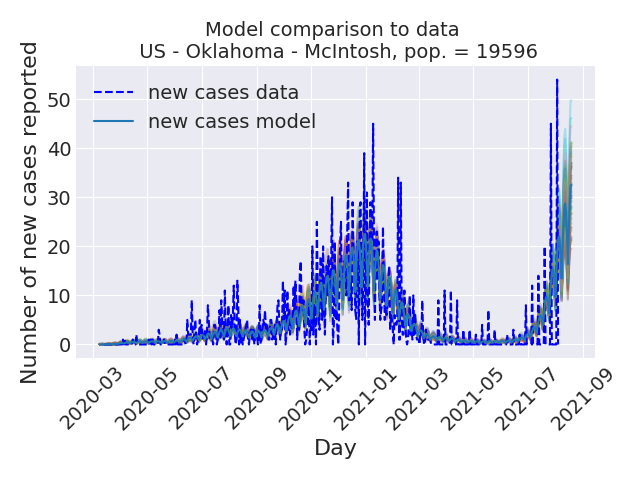 Model comparison to data
US - Oklahoma - McIntosh, pop. = 19596
Number of new cases reported
50
40
30
20
10
0
new cases data
new cases model
2020-03
2020-05
2020-07
2020-09
2020-11
2021-01
2021-03
2021-05
2021-07
2021-09
Day